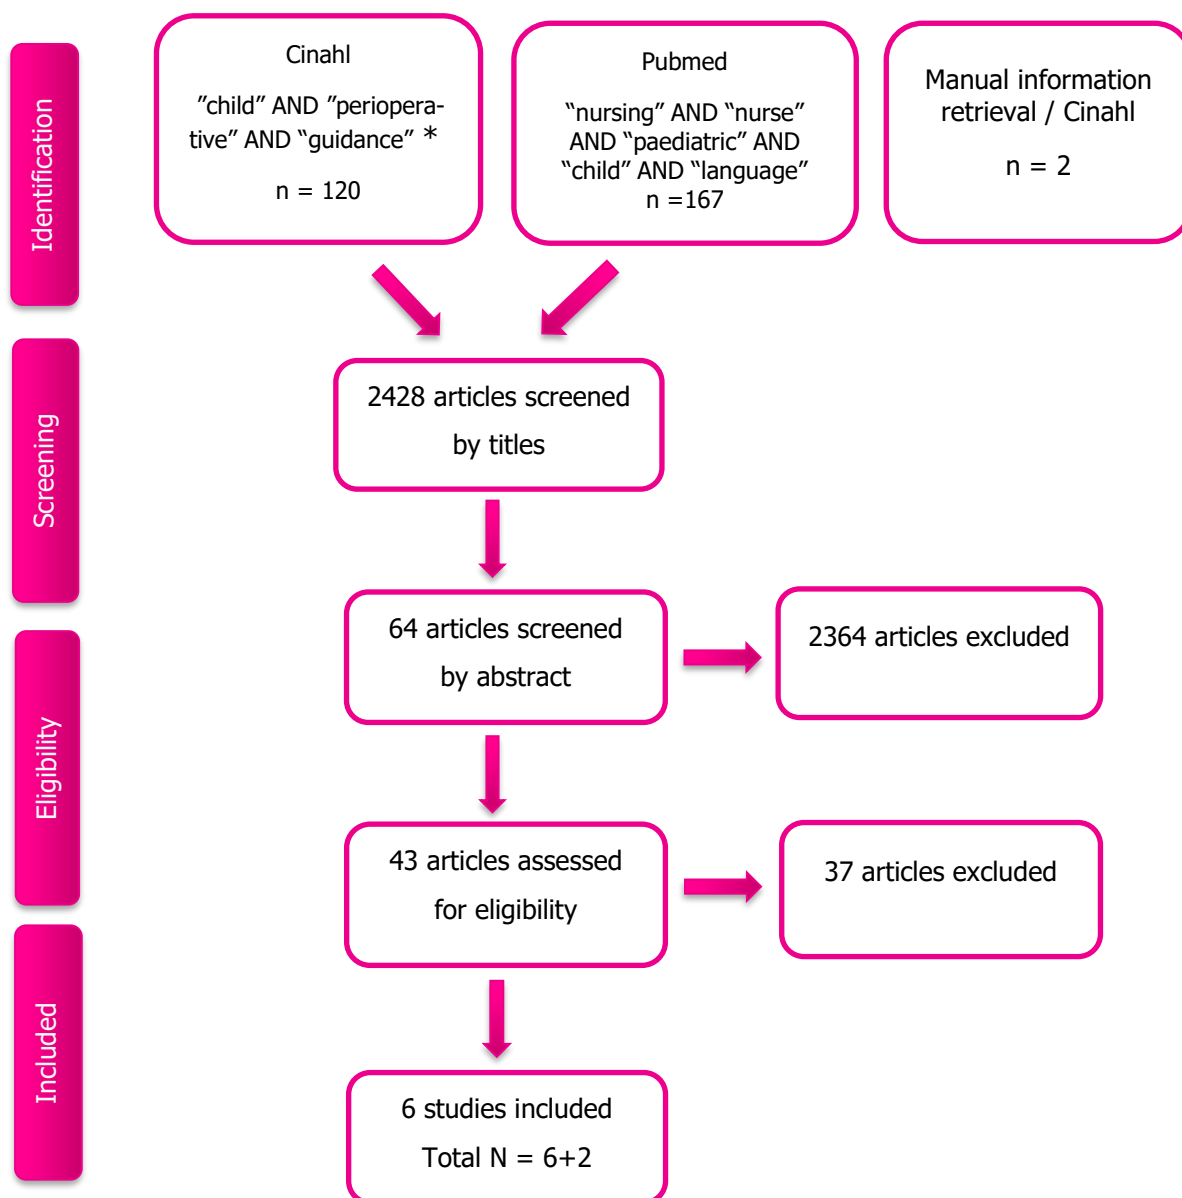 Identification
Cinahl
”child” AND ”periopera-
tive” AND “guidance” *
n = 120
Pubmed
“nursing” AND “nurse”
AND “paediatric” AND
“child” AND “language”
n =167
Manual information
retrieval / Cinahl
n = 2
Screening
2428 articles screened
by titles
64 articles screened
by abstract
2364 articles excluded
Eligibility
43 articles assessed
for eligibility
37 articles excluded
Included
6 studies included
Total N = 6+2